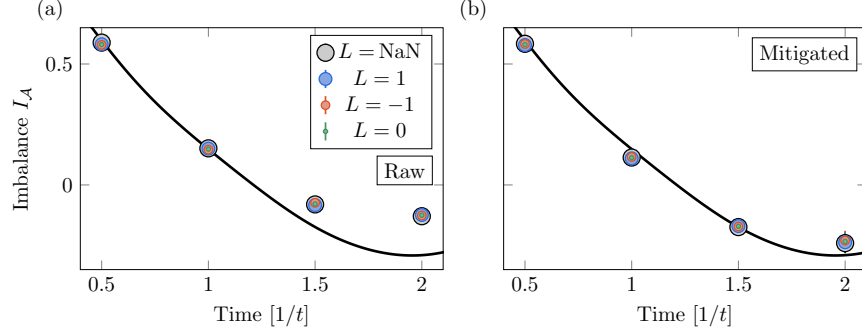 (a)
(b)
Imbalance I_A
0.5
0
L = NaN
L = 1
L = −1
L = 0
Raw
Mitigated
0.5 1 1.5 2
0.5 1 1.5 2
Time [1/t]
Time [1/t]